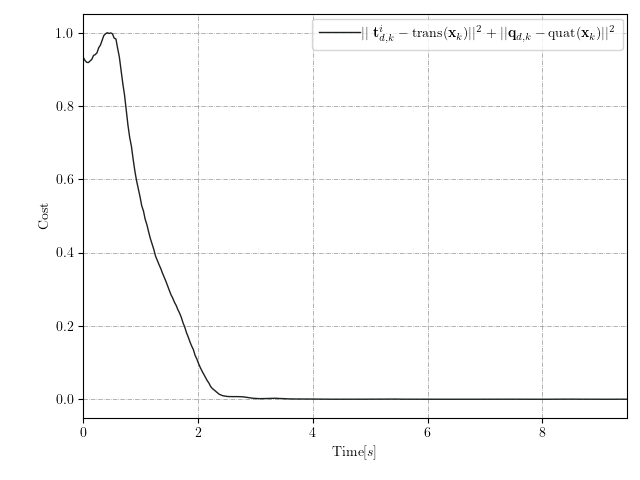 || t^i_{d,k} − trans(x_k)||^2 + ||q_{d,k} − quat(x_k)||^2
1.0
0.8
0.6
0.4
0.2
0.0
Cost
0 2 4 6 8
Time[s]